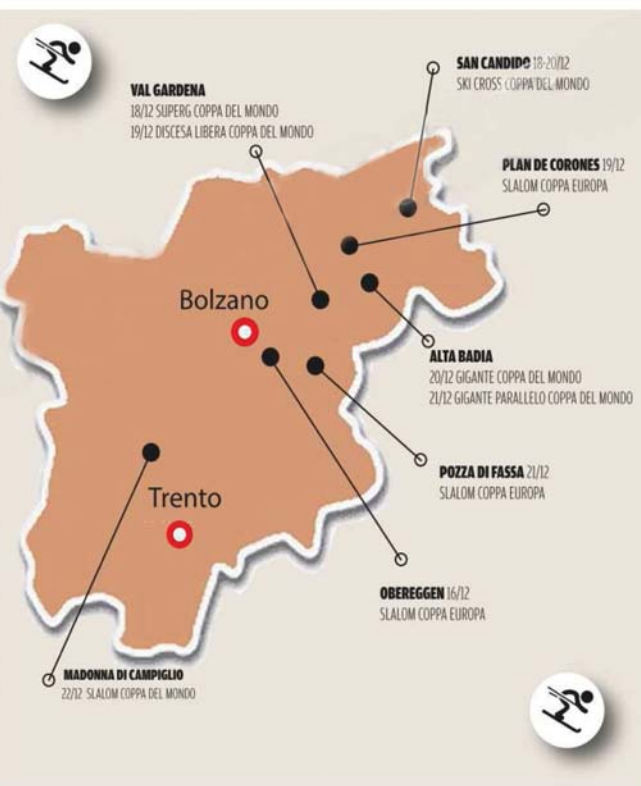 SAN CANDIDO 18-20/12
SKI CROSS COPPA DEL MONDO
VAL GARDENA
18/12 SUPERG COPPA DEL MONDO
19/12 DISCESA LIBERA COPPA DEL MONDO
PLAN DE CORONES 19/12
SLALOM COPPA EUROPA
Bolzano
ALTA BADIA
20/12 GIGANTE COPPA DEL MONDO
21/12 GIGANTE PARALLELO COPPA DEL MONDO
POZZA DI FASSA 21/12
SLALOM COPPA EUROPA
Trento
OBEREGGEN 16/12
SLALOM COPPA EUROPA
MADONNA DI CAMPIGLIO
22/12 SLALOM COPPA DEL MONDO